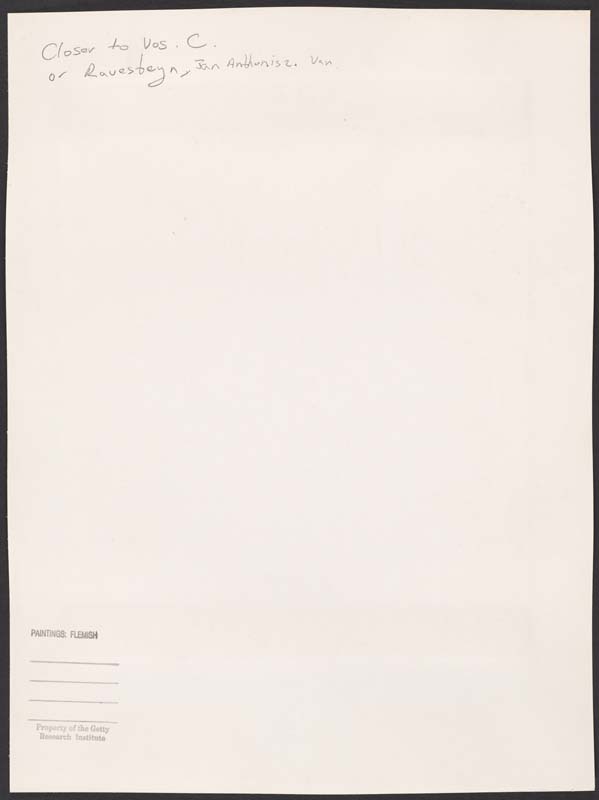 Closer to Vos. C.
or Ravesteyn, Jan Anthonisz. Van
PAINTINGS: FLEMISH
Property of the Getty
Research Institute